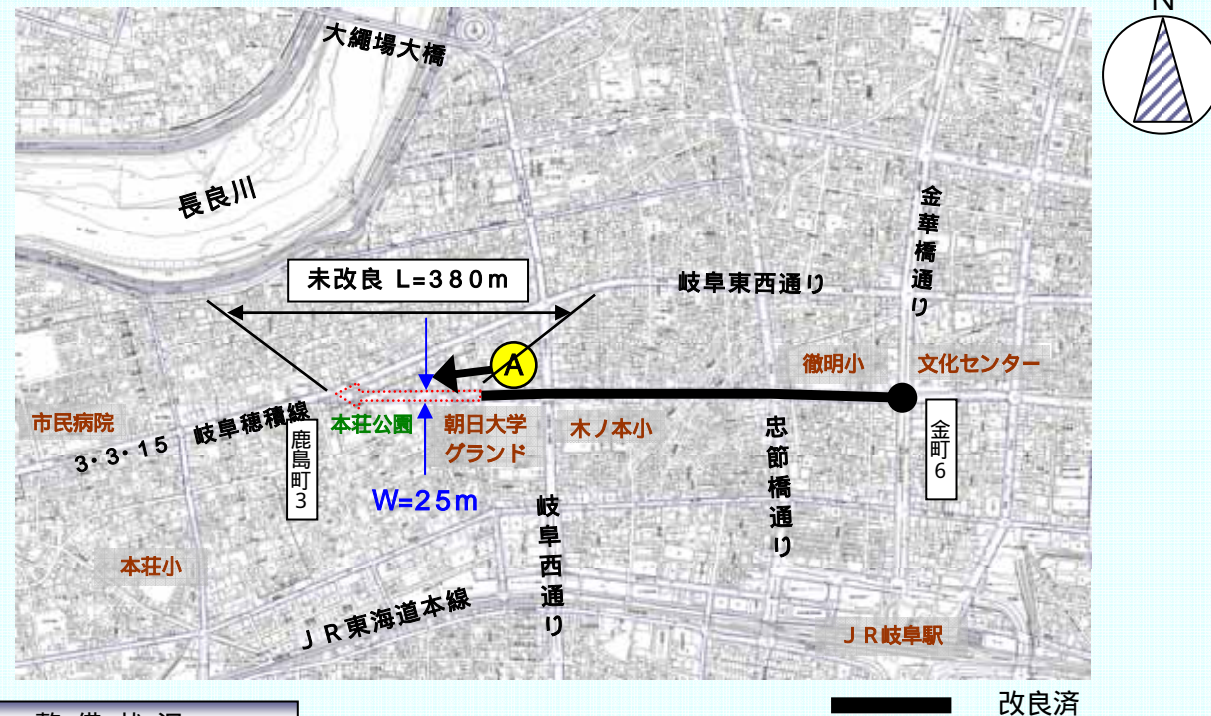 N
大縄場大橋
長良川
金華橋通り
未改良 L=380m
岐阜東西通り
A
徹明小
文化センター
市民病院
3・3・15 岐阜穂積線
鹿島町3
本荘公園
朝日大学
グランド
木ノ本小
忠節橋通り
金町6
W=25m
岐阜西通り
本荘小
JR東海道本線
JR岐阜駅
改良済
整備状況